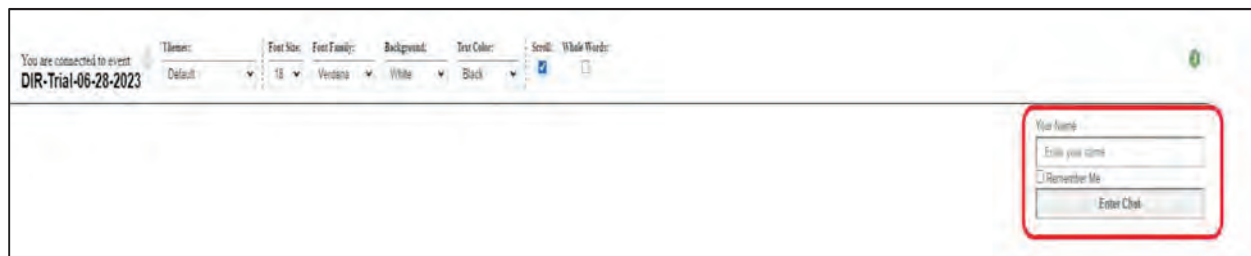 You are connected to event
DIR-Trial-06-28-2023
Themes: Font Size: Font Family: Background: Text Color: Scroll: Whole Words:
Default 18 Verdana White Black
Your Name
Enter your name
Remember Me
Enter Chat